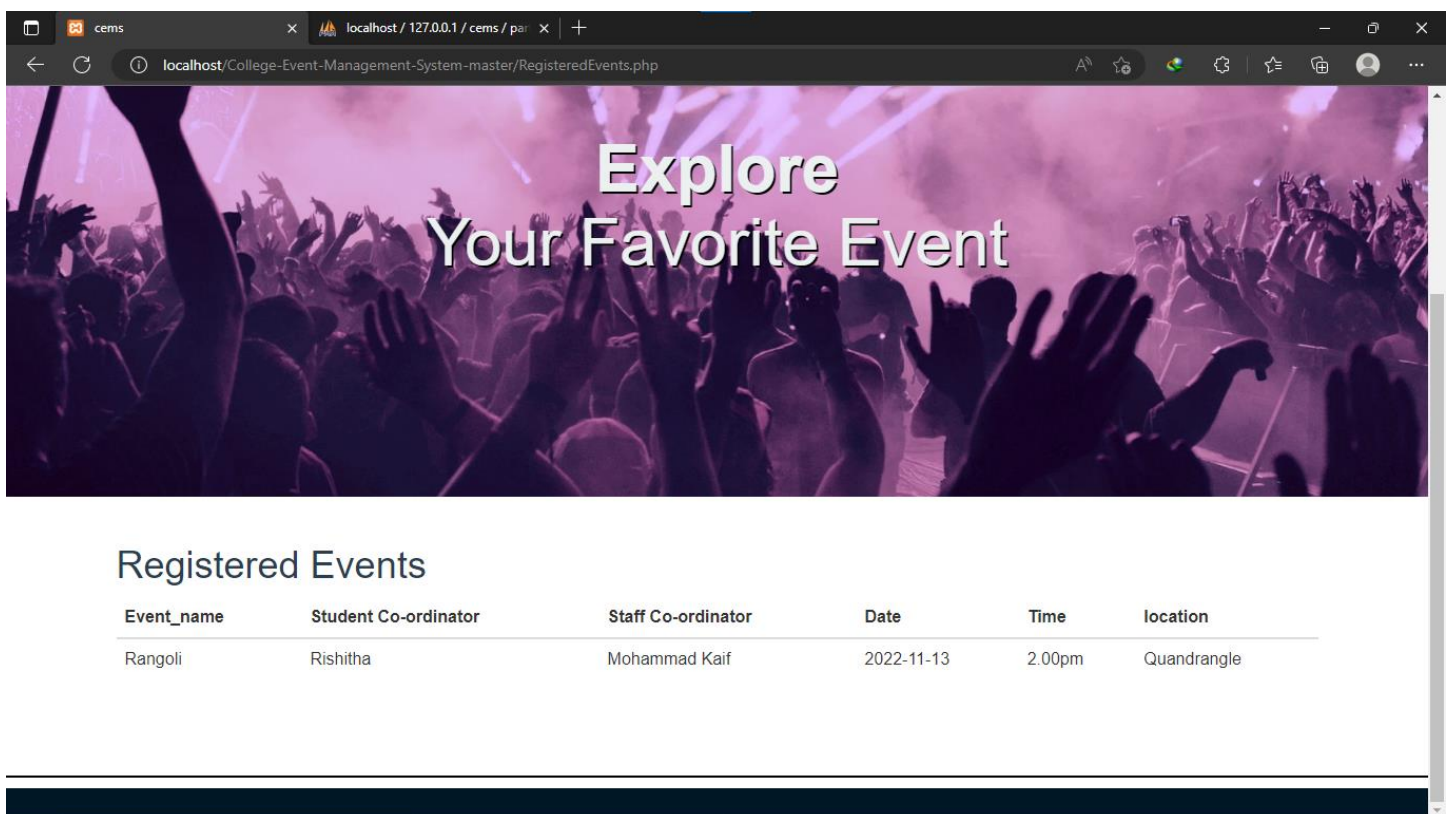 cems
localhost / 127.0.0.1 / cems / par
localhost/College-Event-Management-System-master/RegisteredEvents.php
Explore
Your Favorite Event
Registered Events
Event_name Student Co-ordinator Staff Co-ordinator Date Time location
Rangoli Rishitha Mohammad Kaif 2022-11-13 2.00pm Quandrangle